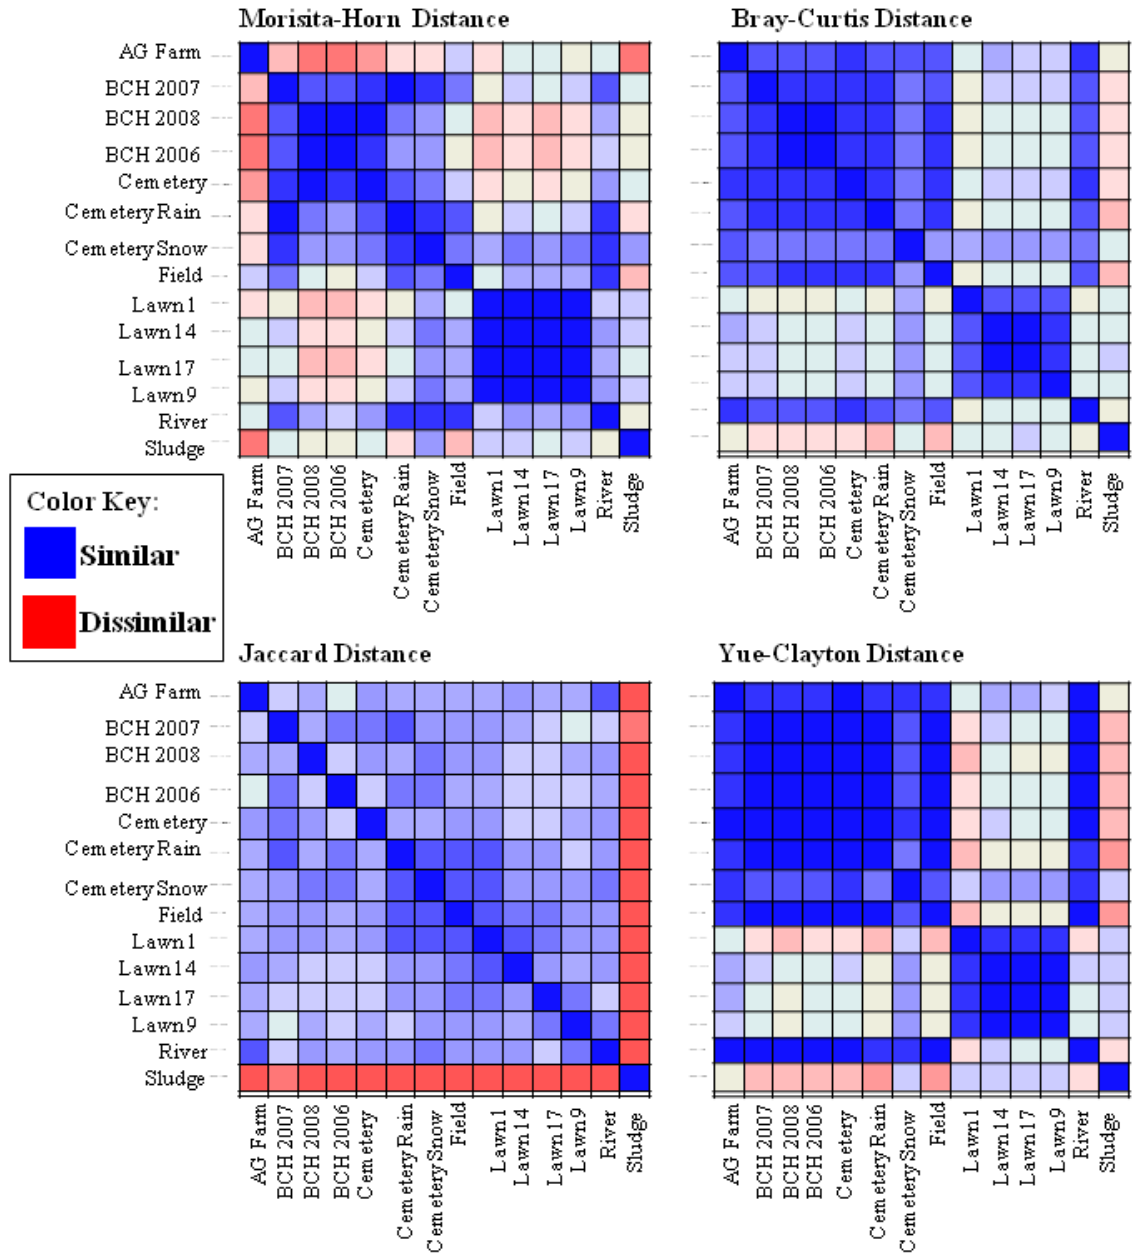 Morisita-Horn Distance
Bray-Curtis Distance
AG Farm
BCH 2007
BCH 2008
BCH 2006
Cemetery
Cemetery Rain
Cemetery Snow
Field
Lawn1
Lawn14
Lawn17
Lawn9
River
Sludge
AG Farm
BCH 2007
BCH 2008
BCH 2006
Cemetery
Cemetery Rain
Cemetery Snow
Field
Lawn1
Lawn14
Lawn17
Lawn9
River
Sludge
AG Farm
BCH 2007
BCH 2008
BCH 2006
Cemetery
Cemetery Rain
Cemetery Snow
Field
Lawn1
Lawn14
Lawn17
Lawn9
River
Sludge
Color Key:
Similar
Dissimilar
Jaccard Distance
Yue-Clayton Distance
AG Farm
BCH 2007
BCH 2008
BCH 2006
Cemetery
Cemetery Rain
Cemetery Snow
Field
Lawn1
Lawn14
Lawn17
Lawn9
River
Sludge
AG Farm
BCH 2007
BCH 2008
BCH 2006
Cemetery
Cemetery Rain
Cemetery Snow
Field
Lawn1
Lawn14
Lawn17
Lawn9
River
Sludge
AG Farm
BCH 2007
BCH 2008
BCH 2006
Cemetery
Cemetery Rain
Cemetery Snow
Field
Lawn1
Lawn14
Lawn17
Lawn9
River
Sludge